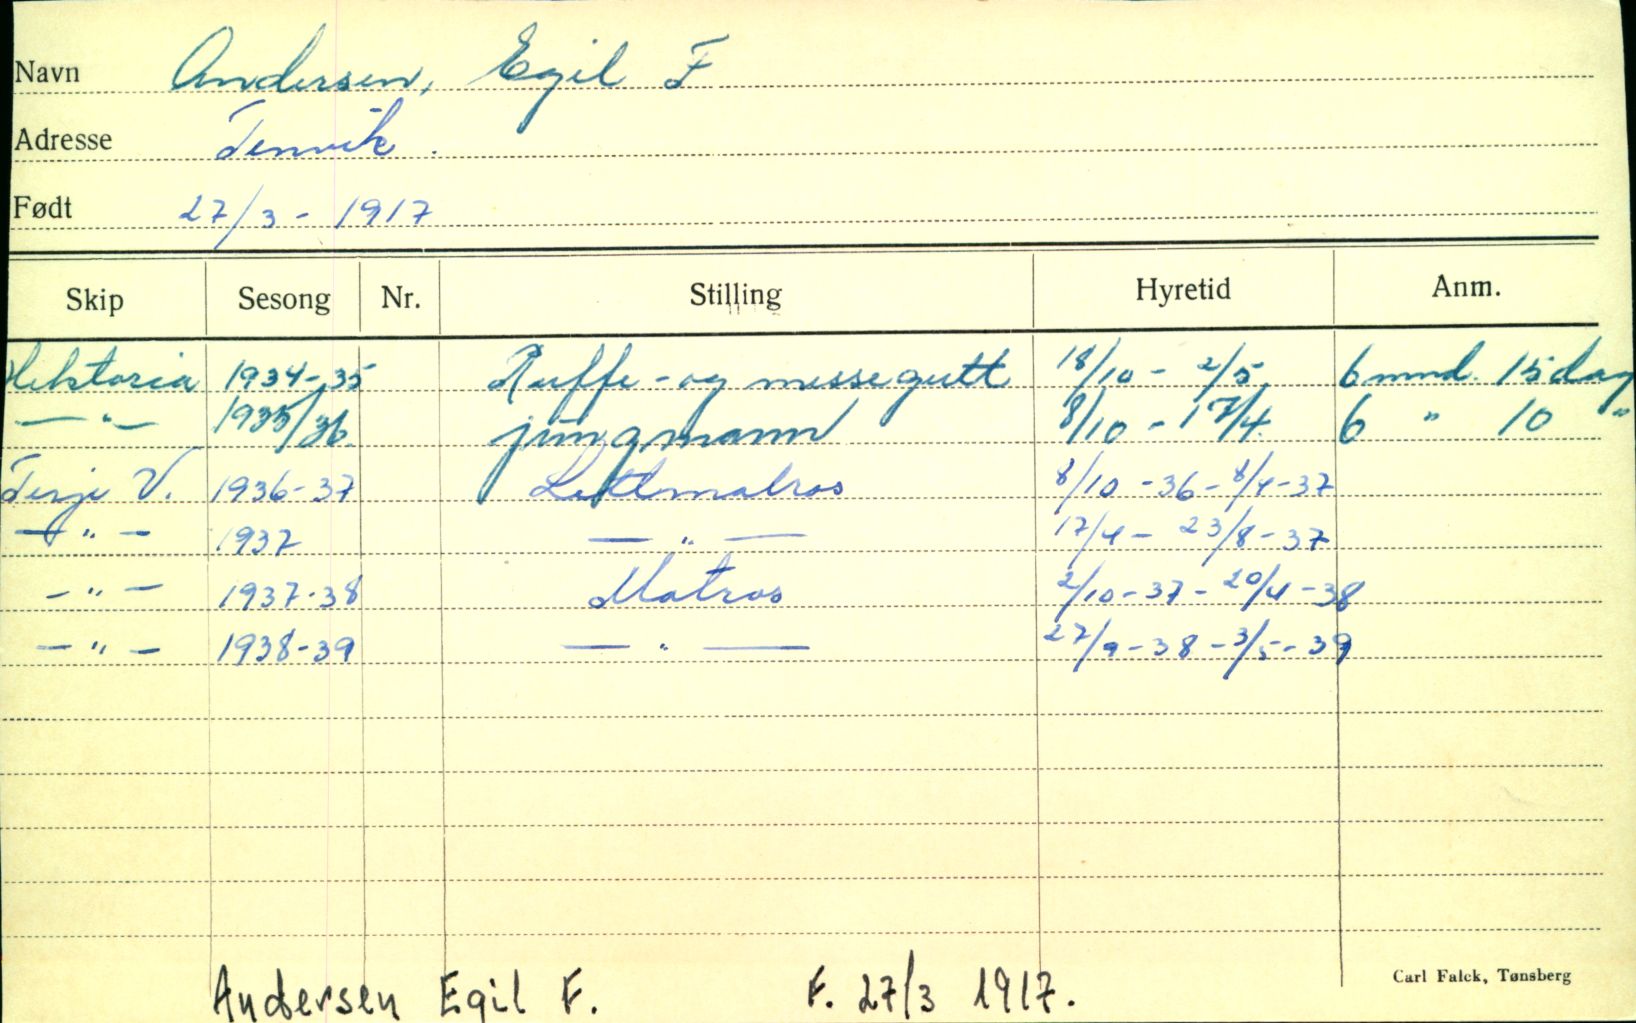 Navn Andersen, Egil F
Adresse Tenvik.
Født 27/3 - 1917
Skip Sesong Nr. Stilling Hyretid Anm.
Hektoria 1934-35 Ruffe-og messegutt 18/10 - 2/5 6 mnd. 15 dag
— " — 1935/36 jungmann 8/10 - 17/4. 6 " 10 "
Terje V. 1936-37 Lettmatros 8/10 -36 - 8/4-37
— " — 1937 — " — 17/4 - 23/8-37
— " — 1937-38 Matros 2/10-37 - 20/4-38
— " — 1938-39 — " — 27/9-38 - 3/5-39
Carl Falck, Tønsberg
Andersen Egil F. F. 27/3 1917.